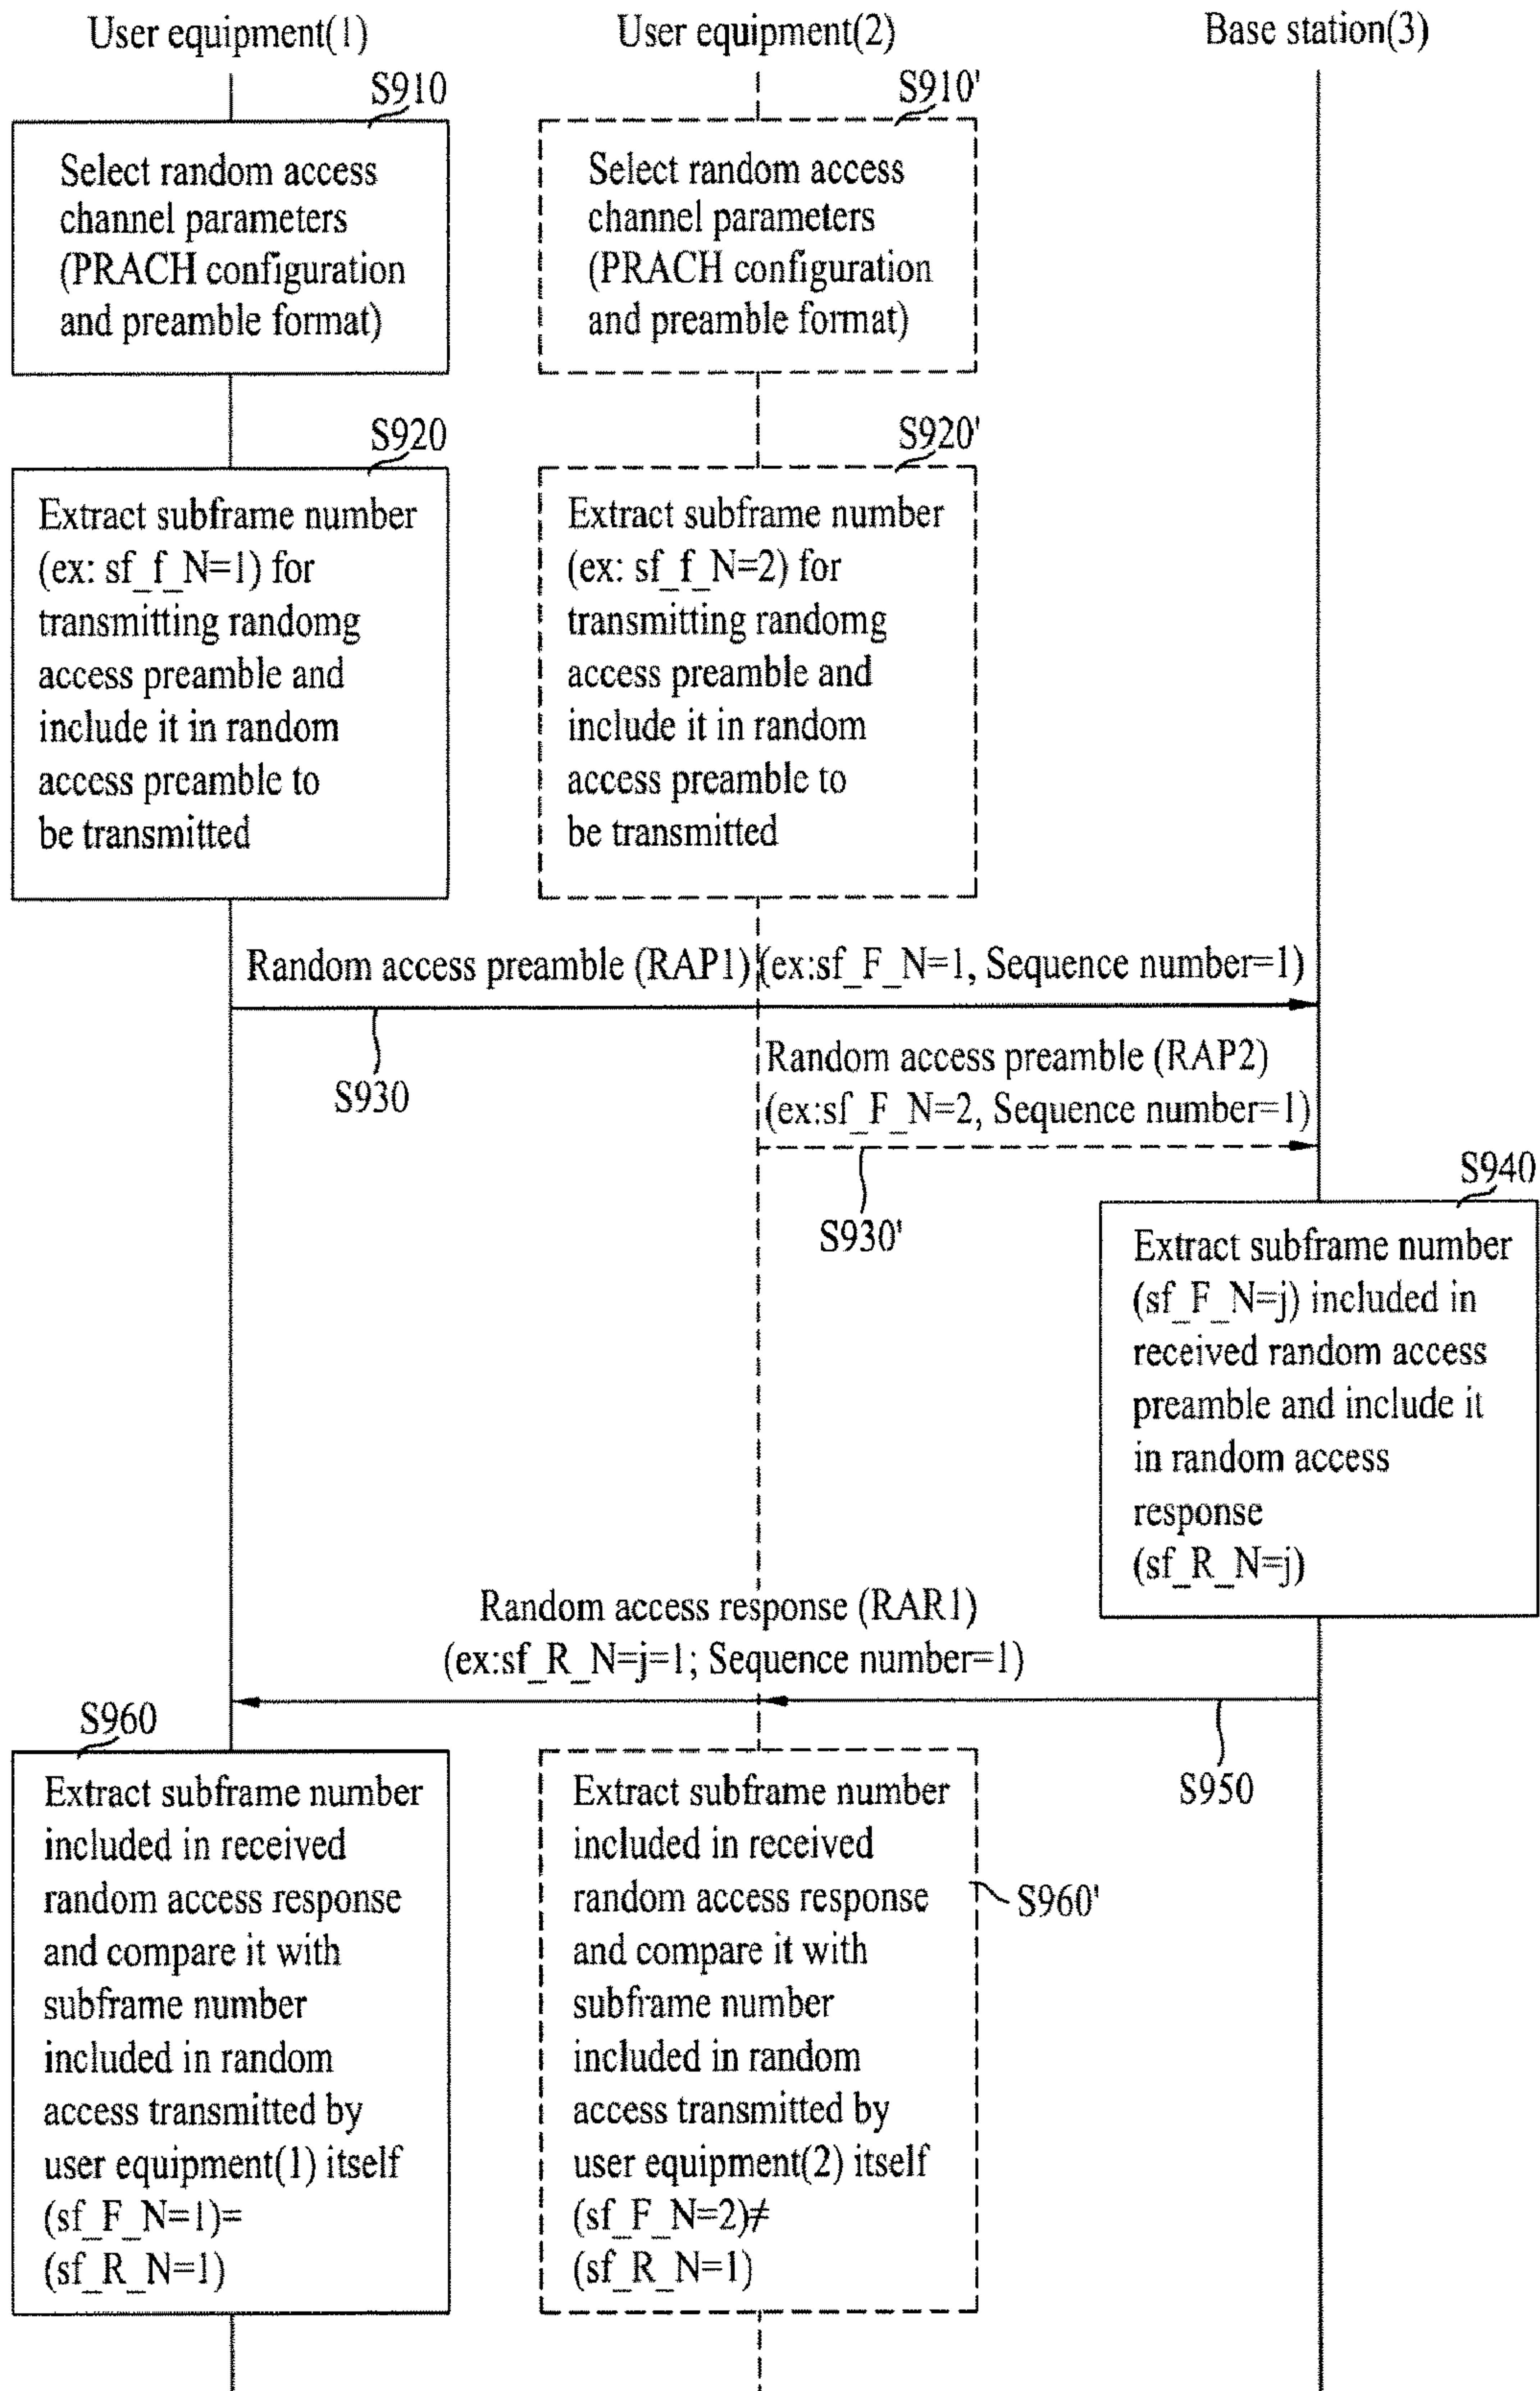 User equipment(1)
User equipment(2)
Base station(3)
S910
Select random access
channel parameters
(PRACH configuration
and preamble format)
S910'
Select random access
channel parameters
(PRACH configuration
and preamble format)
S920
Extract subframe number
(ex: sf_f_N=1) for
transmitting randomg
access preamble and
include it in random
access preamble to
be transmitted
S920'
Extract subframe number
(ex: sf_f_N=2) for
transmitting randomg
access preamble and
include it in random
access preamble to
be transmitted
Random access preamble (RAP1) (ex:sf_F_N=1, Sequence number=1)
S930
Random access preamble (RAP2)
(ex:sf_F_N=2, Sequence number=1)
S930'
S940
Extract subframe number
(sf_F_N=j) included in
received random access
preamble and include it
in random access
response
(sf_R_N=j)
Random access response (RAR1)
(ex:sf_R_N=j=1; Sequence number=1)
S950
S960
Extract subframe number
included in received
random access response
and compare it with
subframe number
included in random
access transmitted by
user equipment(1) itself
(sf_F_N=1)=
(sf_R_N=1)
Extract subframe number
included in received
random access response
and compare it with
subframe number
included in random
access transmitted by
user equipment(2) itself
(sf_F_N=2)≠
(sf_R_N=1)
S960'